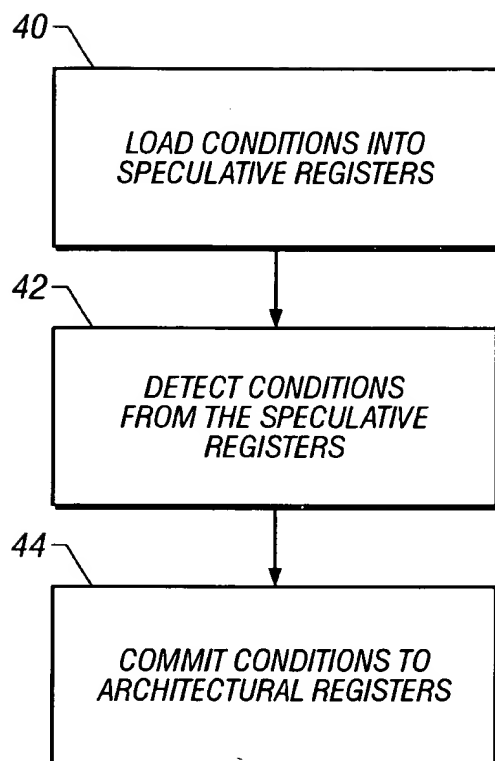 40
LOAD CONDITIONS INTO
SPECULATIVE REGISTERS
42
DETECT CONDITIONS
FROM THE SPECULATIVE
REGISTERS
44
COMMIT CONDITIONS TO
ARCHITECTURAL REGISTERS